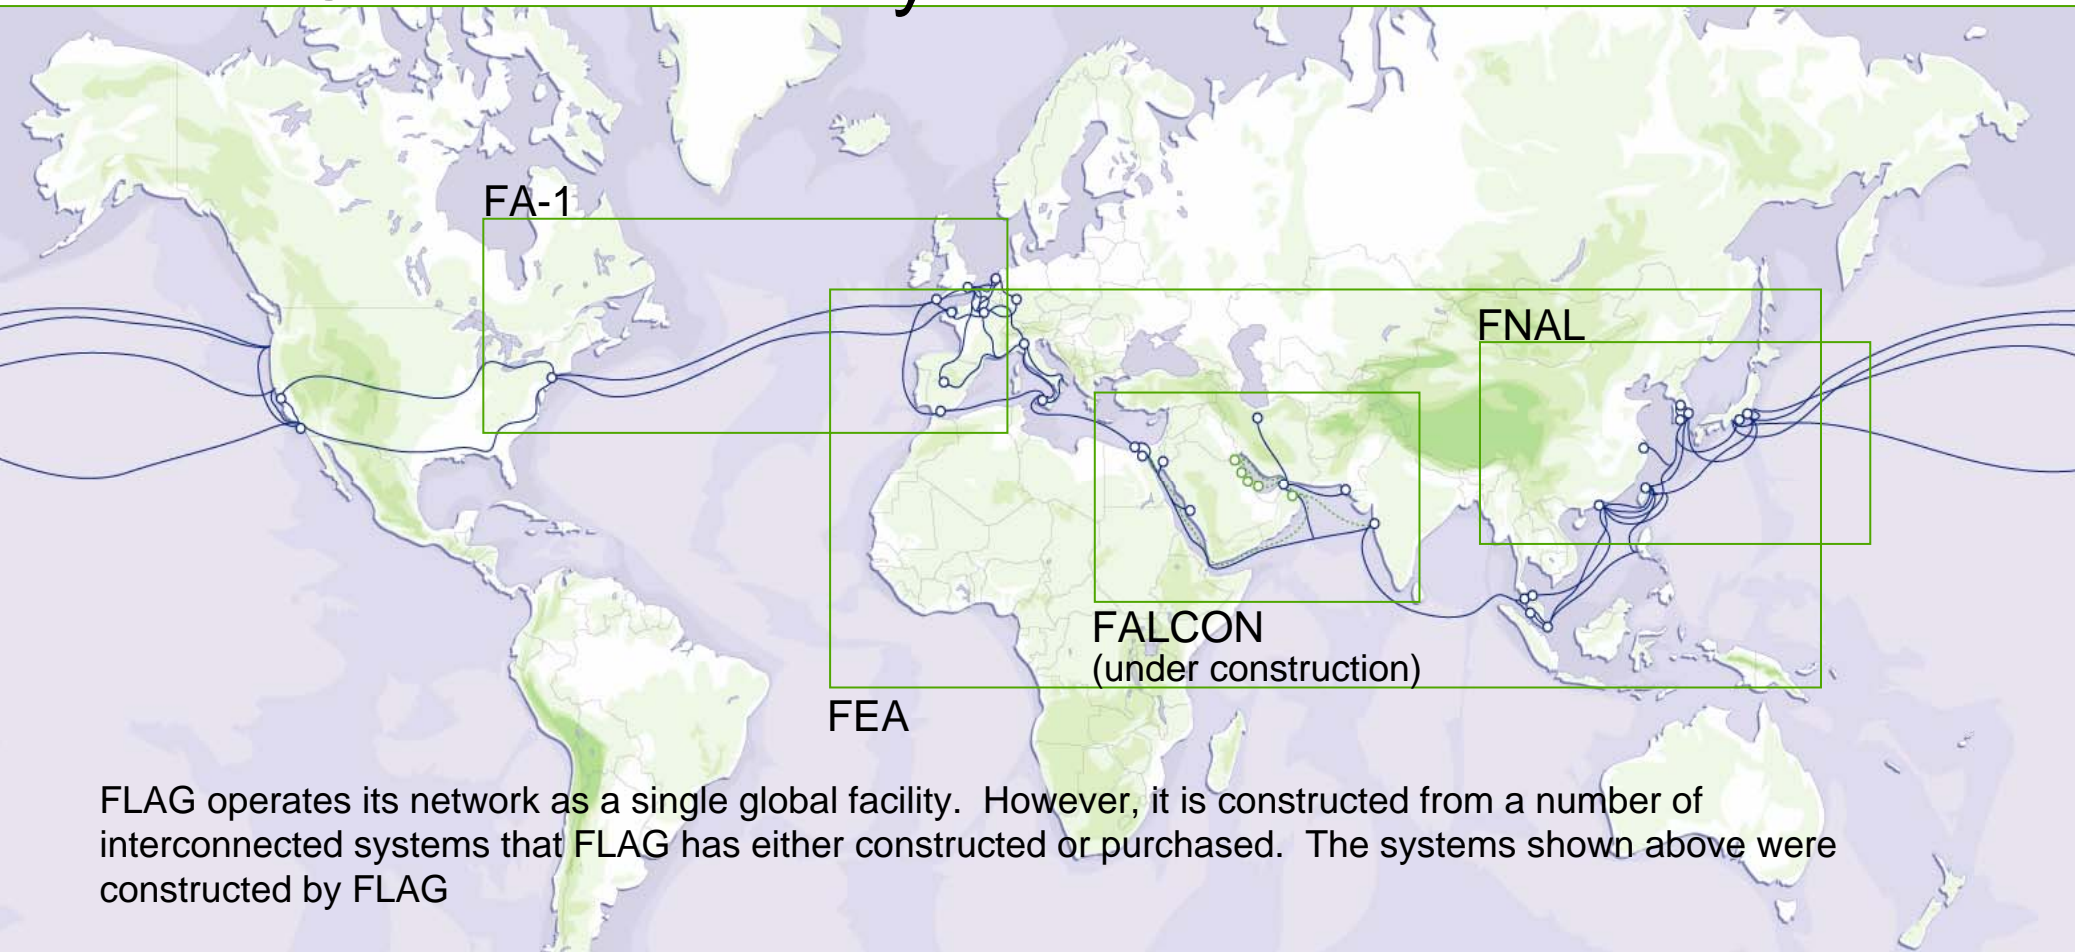 FA-1
FNAL
FALCON
(under construction)
FEA
FLAG operates its network as a single global facility.  However, it is constructed from a number of
interconnected systems that FLAG has either constructed or purchased.  The systems shown above were
constructed by FLAG